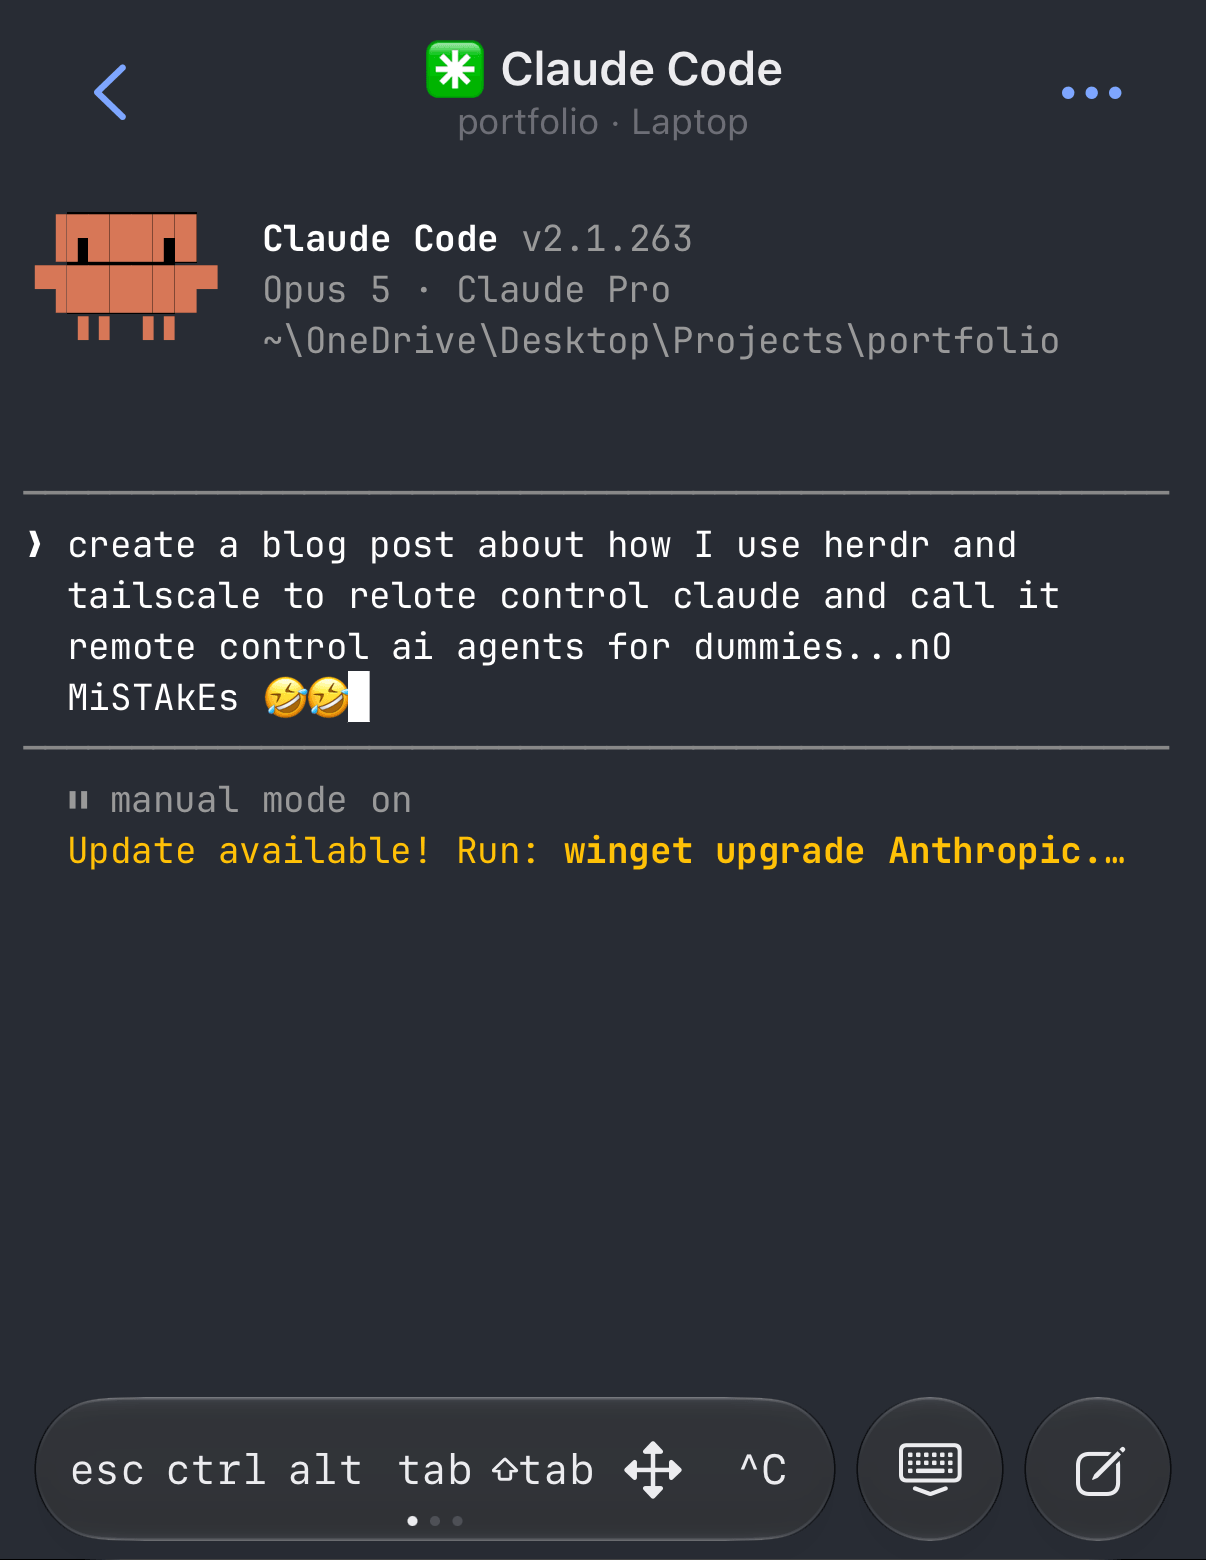 Claude Code
portfolio · Laptop
Claude Code v2.1.263
Opus 5 · Claude Pro
~\OneDrive\Desktop\Projects\portfolio
❯ create a blog post about how I use herdr and
tailscale to relote control claude and call it
remote control ai agents for dummies...nO
MiSTAkEs 🤣🤣
⏸ manual mode on
Update available! Run: winget upgrade Anthropic.…
esc ctrl alt tab ⇧tab ^C